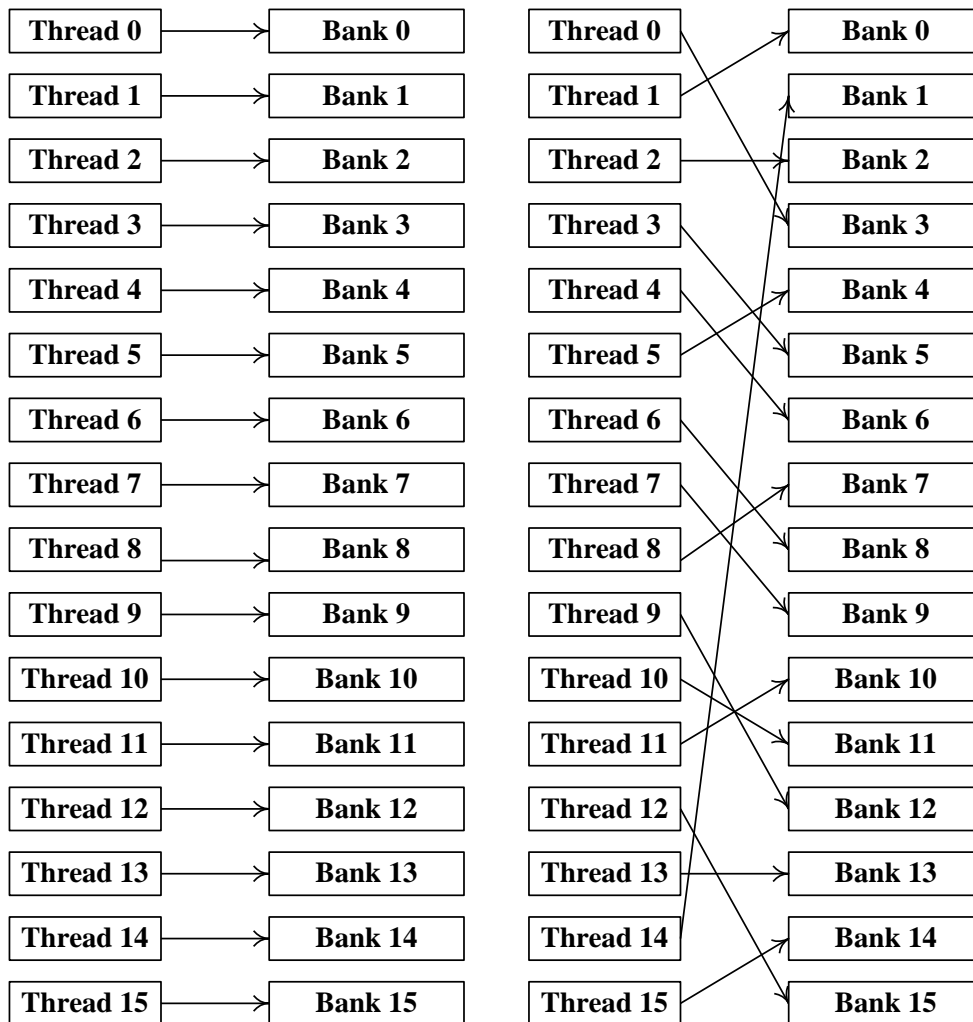 Thread 0 Bank 0 Thread 0 Bank 0
Thread 1 Bank 1 Thread 1 Bank 1
Thread 2 Bank 2 Thread 2 Bank 2
Thread 3 Bank 3 Thread 3 Bank 3
Thread 4 Bank 4 Thread 4 Bank 4
Thread 5 Bank 5 Thread 5 Bank 5
Thread 6 Bank 6 Thread 6 Bank 6
Thread 7 Bank 7 Thread 7 Bank 7
Thread 8 Bank 8 Thread 8 Bank 8
Thread 9 Bank 9 Thread 9 Bank 9
Thread 10 Bank 10 Thread 10 Bank 10
Thread 11 Bank 11 Thread 11 Bank 11
Thread 12 Bank 12 Thread 12 Bank 12
Thread 13 Bank 13 Thread 13 Bank 13
Thread 14 Bank 14 Thread 14 Bank 14
Thread 15 Bank 15 Thread 15 Bank 15